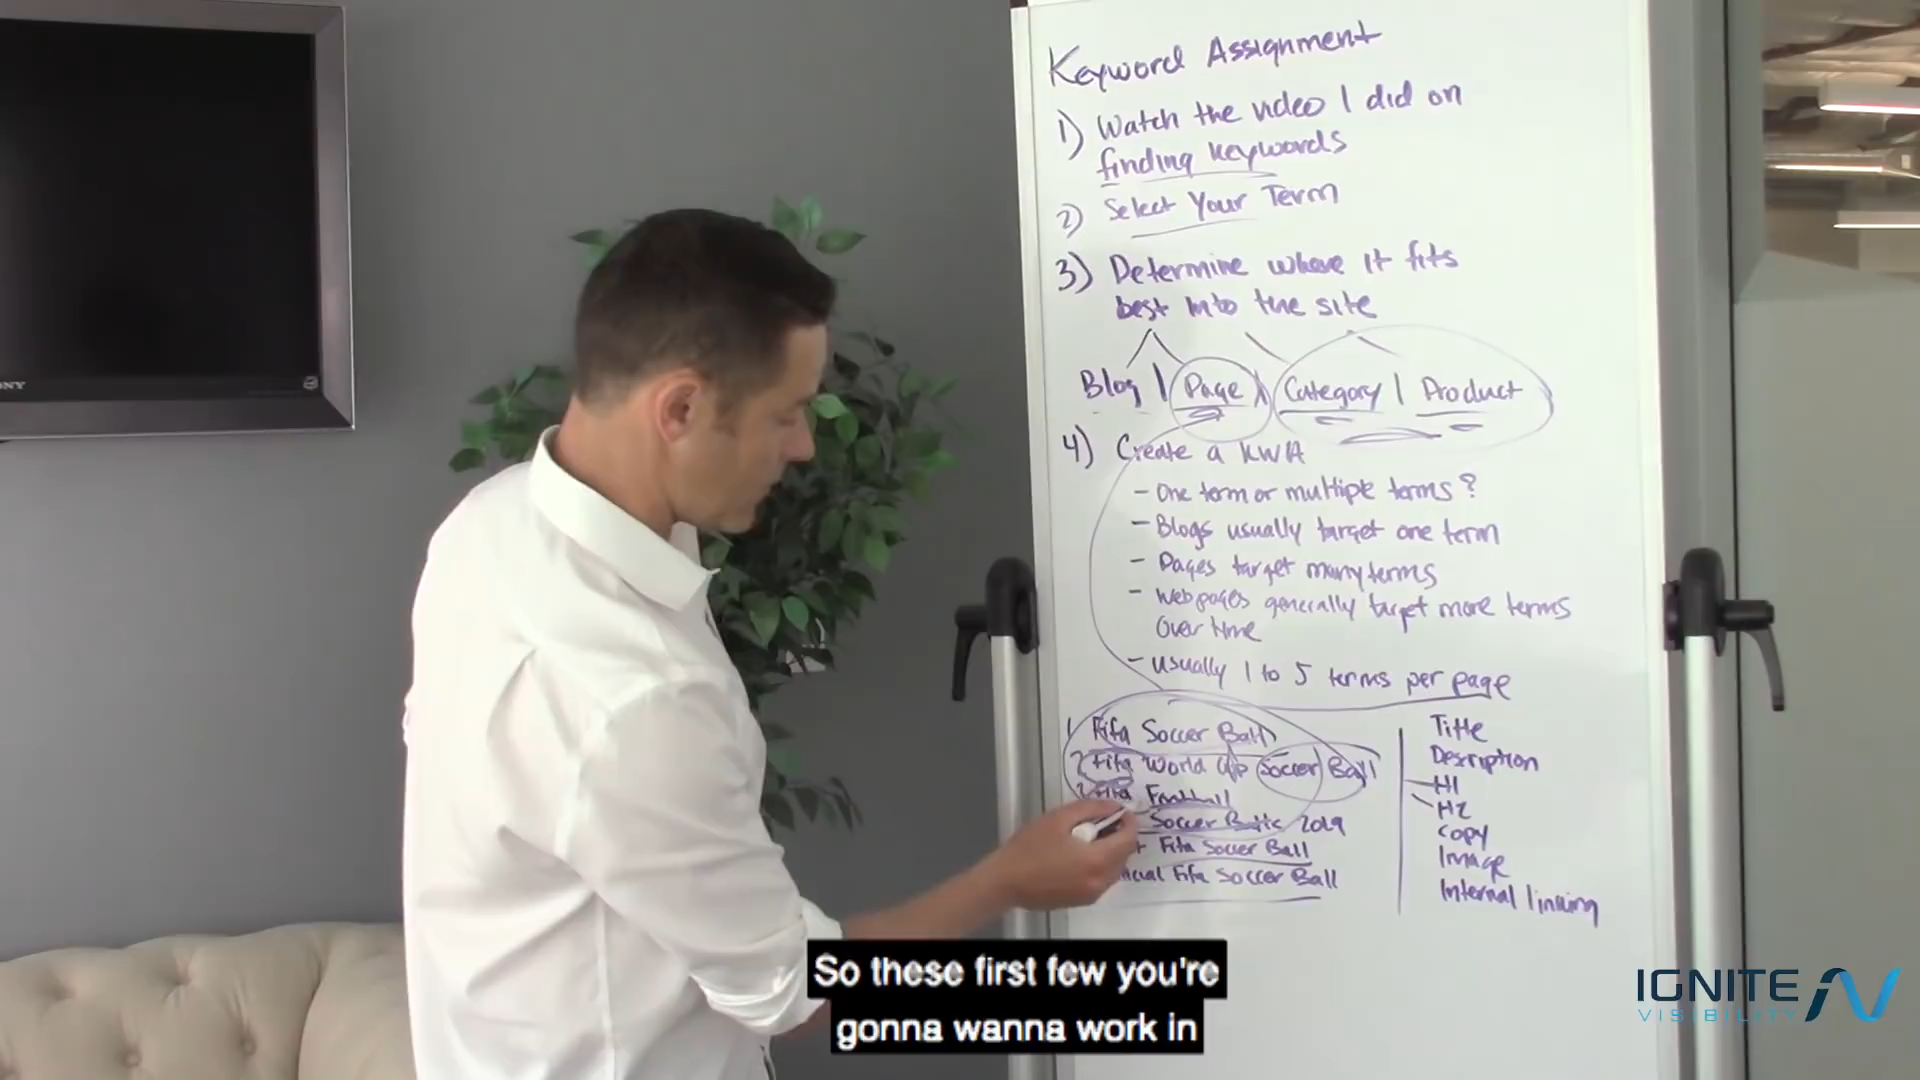 Keyword Assignment
1) Watch the video I did on
finding keywords
2) Select Your Term
3) Determine where it fits
best into the site
Blog | Page | Category | Product
4) Create a KWA
- One term or multiple terms?
- Blogs usually target one term
- Pages target many terms
- Webpages generally target more terms
over time
- usually 1 to 5 terms per page
1 Fifa Soccer Ball
2 Fifa World Cup Soccer Ball
Fifa Football
Soccer Balls 2019
Fifa Soccer Ball
Fifa Soccer Ball
Title
Description
H1
H2
Copy
Image
Internal linking
So these first few you're
gonna wanna work in
IGNITE
VISIBILITY